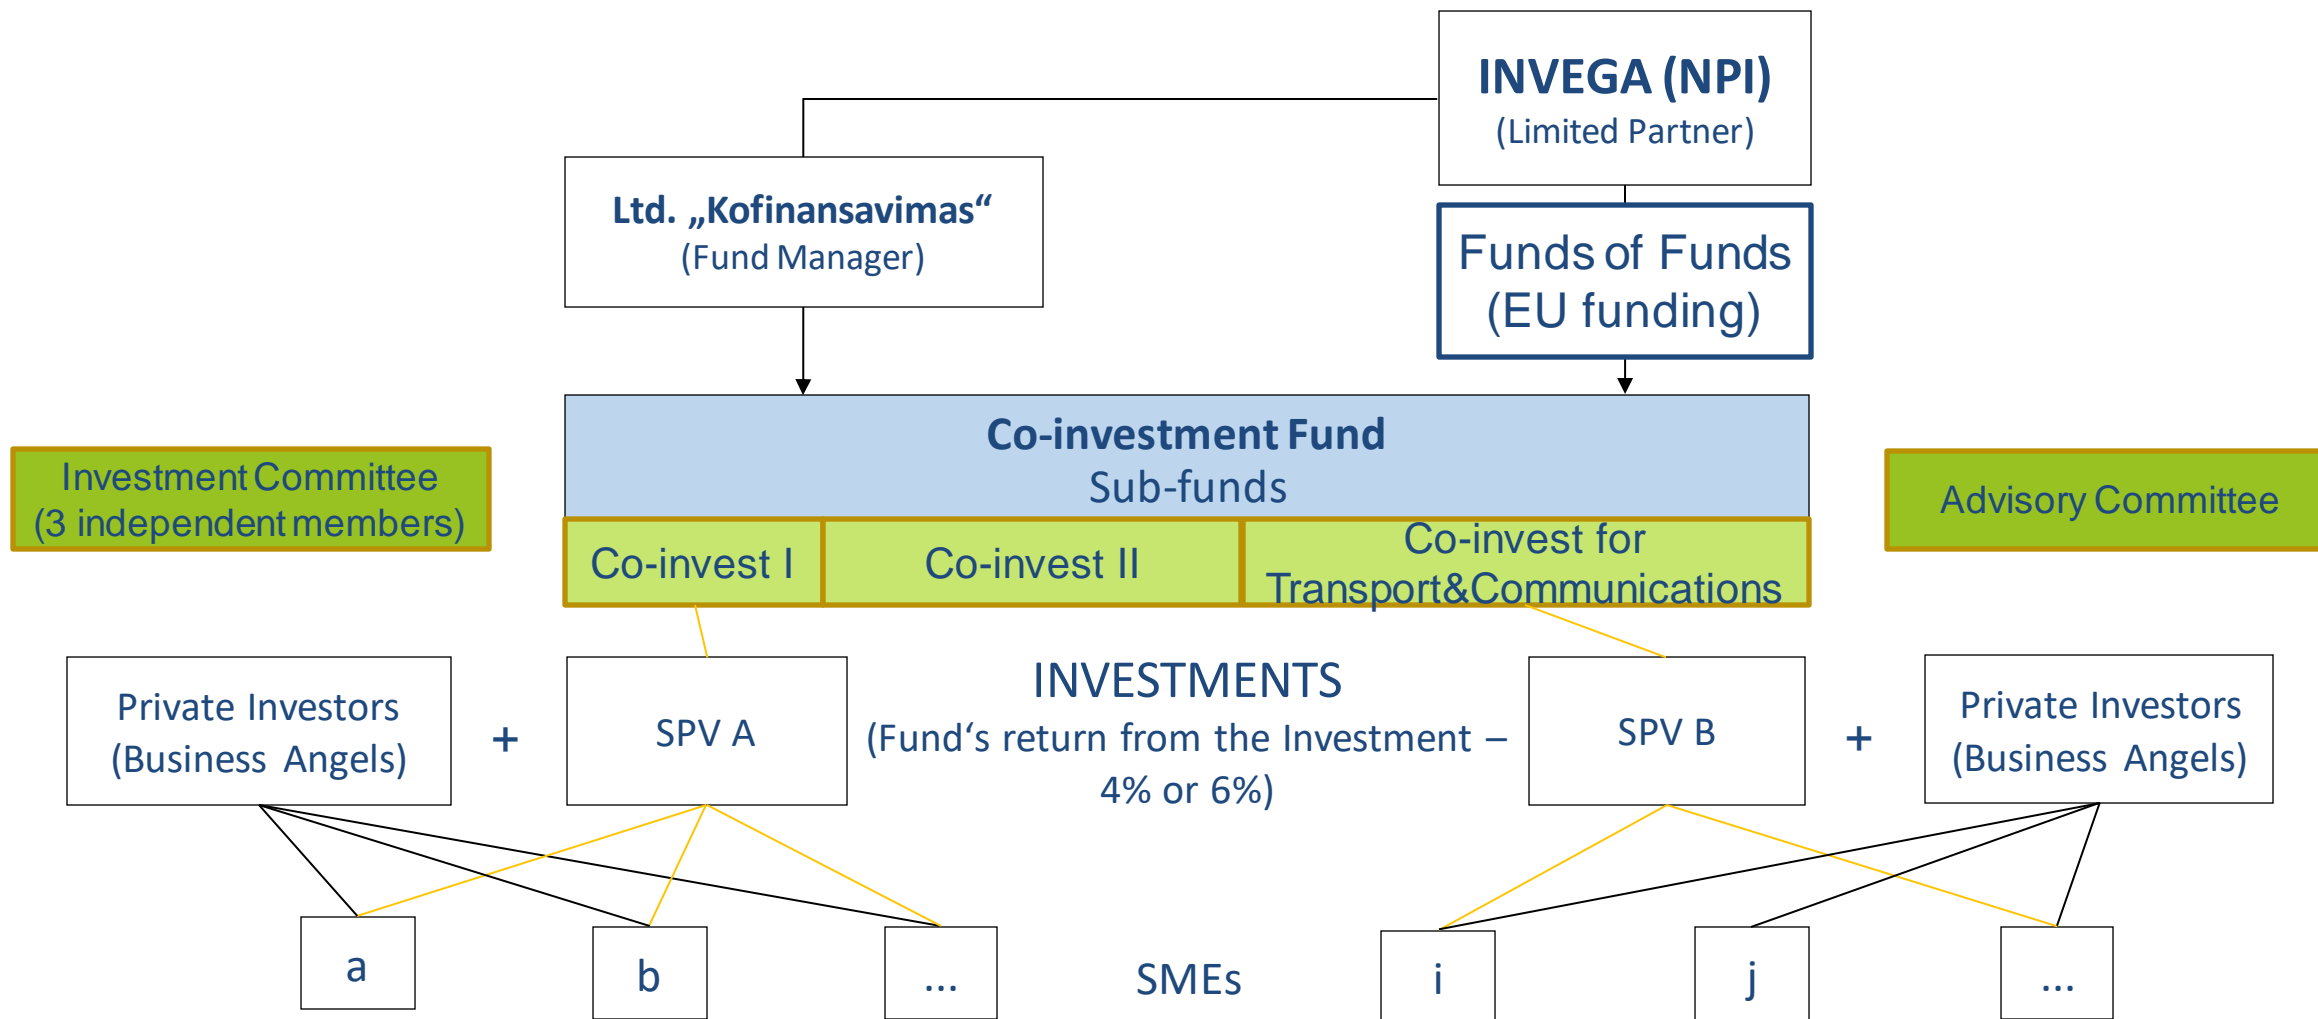 INVEGA (NPI)
(Limited Partner)
Ltd. „Kofinansavimas“
(Fund Manager)
Funds of Funds
(EU funding)
Co-investment Fund
Sub-funds
Investment Committee
(3 independent members)
Advisory Committee
Co-invest I
Co-invest II
Co-invest for
Transport&Communications
Private Investors
(Business Angels)
+
SPV A
INVESTMENTS
(Fund‘s return from the Investment –
4% or 6%)
SPV B
+
Private Investors
(Business Angels)
a
b
...
SMEs
i
j
...